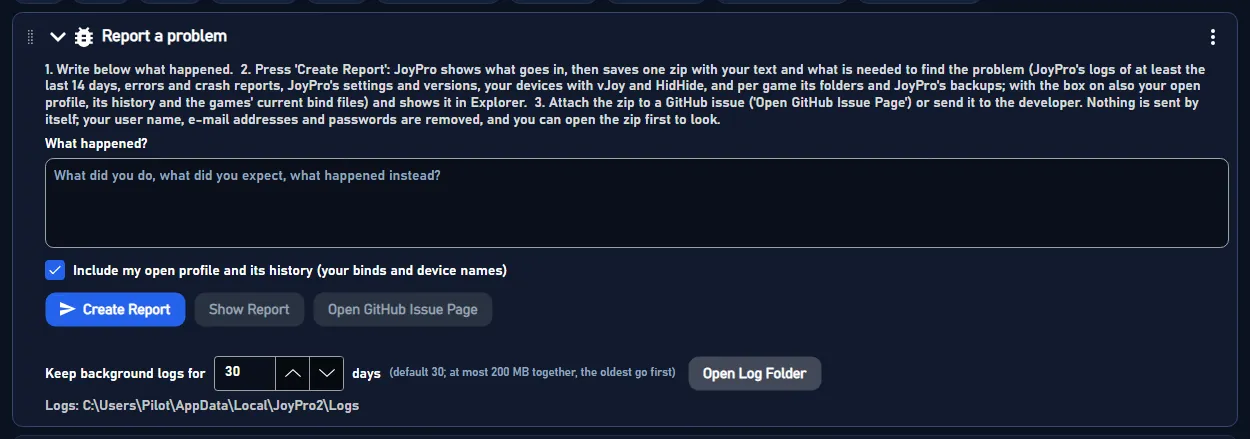 Report a problem
1. Write below what happened.  2. Press 'Create Report': JoyPro shows what goes in, then saves one zip with your text and what is needed to find the problem (JoyPro's logs of at least the
last 14 days, errors and crash reports, JoyPro's settings and versions, your devices with vJoy and HidHide, and per game its folders and JoyPro's backups; with the box on also your open
profile, its history and the games' current bind files) and shows it in Explorer.  3. Attach the zip to a GitHub issue ('Open GitHub Issue Page') or send it to the developer. Nothing is sent by
itself; your user name, e-mail addresses and passwords are removed, and you can open the zip first to look.
What happened?
What did you do, what did you expect, what happened instead?
Include my open profile and its history (your binds and device names)
Create Report Show Report Open GitHub Issue Page
Keep background logs for 30 days (default 30; at most 200 MB together, the oldest go first) Open Log Folder
Logs: C:\Users\Pilot\AppData\Local\JoyPro2\Logs